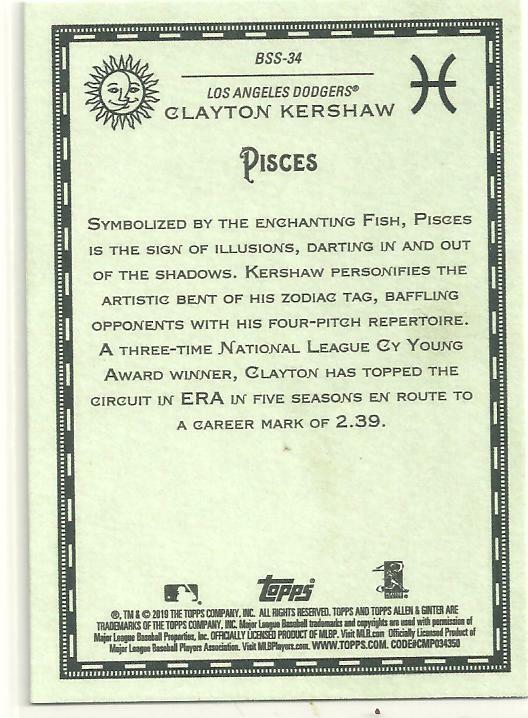 BSS-34
LOS ANGELES DODGERS®
CLAYTON KERSHAW
PISCES
SYMBOLIZED BY THE ENCHANTING FISH, PISCES
IS THE SIGN OF ILLUSIONS, DARTING IN AND OUT
OF THE SHADOWS. KERSHAW PERSONIFIES THE
ARTISTIC BENT OF HIS ZODIAC TAG, BAFFLING
OPPONENTS WITH HIS FOUR-PITCH REPERTOIRE.
A THREE-TIME NATIONAL LEAGUE CY YOUNG
AWARD WINNER, CLAYTON HAS TOPPED THE
CIRCUIT IN ERA IN FIVE SEASONS EN ROUTE TO
A CAREER MARK OF 2.39.
Topps
®, TM & © 2019 THE TOPPS COMPANY, INC. ALL RIGHTS RESERVED. TOPPS AND TOPPS ALLEN & GINTER ARE
TRADEMARKS OF THE TOPPS COMPANY, INC. Major League Baseball trademarks and copyrights are used with permission of
Major League Baseball Properties, Inc. OFFICIALLY LICENSED PRODUCT OF MLBP. Visit MLB.com Officially Licensed Product of
Major League Baseball Players Association. Visit MLBPlayers.com. WWW.TOPPS.COM. CODE#CMP034350